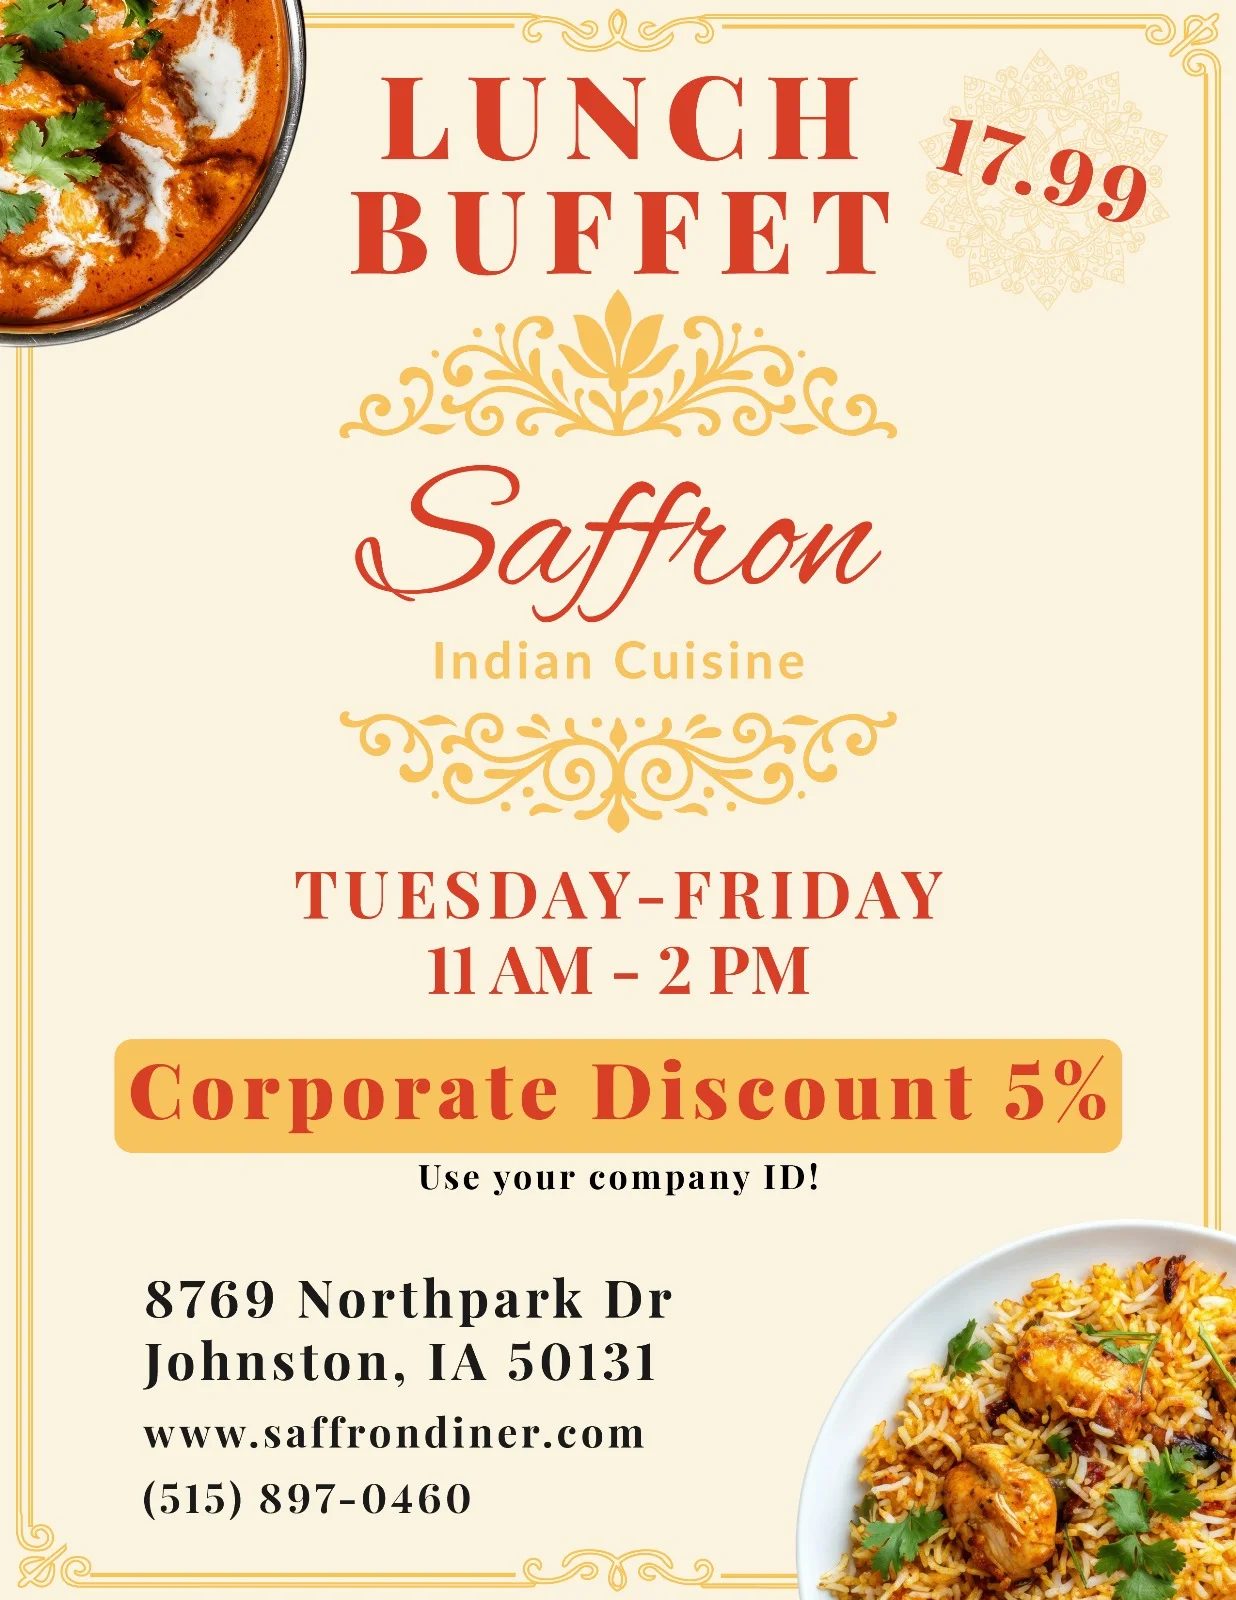 LUNCH
BUFFET
17.99
Saffron
Indian Cuisine
TUESDAY-FRIDAY
11 AM - 2 PM
Corporate Discount 5%
Use your company ID!
8769 Northpark Dr
Johnston, IA 50131
www.saffrondiner.com
(515) 897-0460